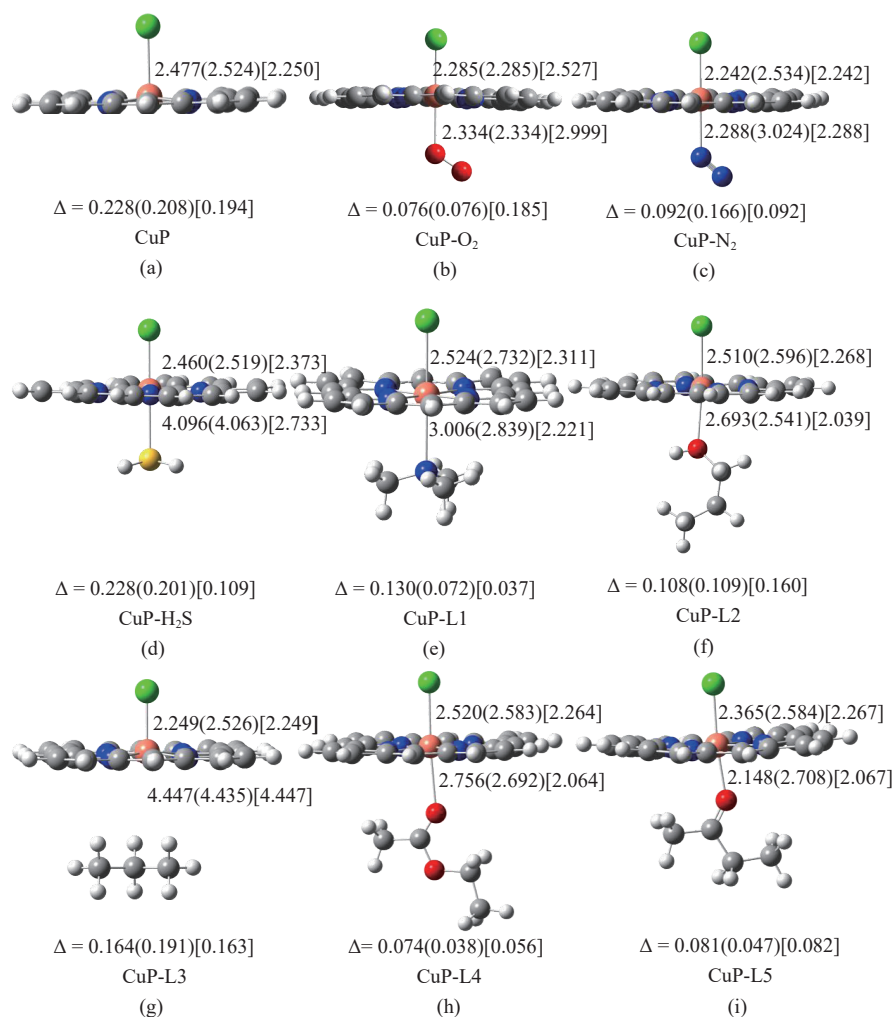 2.477(2.524)[2.250]
Δ = 0.228(0.208)[0.194]
CuP
(a)
2.285(2.285)[2.527]
2.334(2.334)[2.999]
Δ = 0.076(0.076)[0.185]
CuP-O₂
(b)
2.242(2.534)[2.242]
2.288(3.024)[2.288]
Δ = 0.092(0.166)[0.092]
CuP-N₂
(c)
2.460(2.519)[2.373]
4.096(4.063)[2.733]
Δ = 0.228(0.201)[0.109]
CuP-H₂S
(d)
2.524(2.732)[2.311]
3.006(2.839)[2.221]
Δ = 0.130(0.072)[0.037]
CuP-L1
(e)
2.510(2.596)[2.268]
2.693(2.541)[2.039]
Δ = 0.108(0.109)[0.160]
CuP-L2
(f)
2.249(2.526)[2.249]
4.447(4.435)[4.447]
Δ = 0.164(0.191)[0.163]
CuP-L3
(g)
2.520(2.583)[2.264]
2.756(2.692)[2.064]
Δ= 0.074(0.038)[0.056]
CuP-L4
(h)
2.365(2.584)[2.267]
2.148(2.708)[2.067]
Δ = 0.081(0.047)[0.082]
CuP-L5
(i)